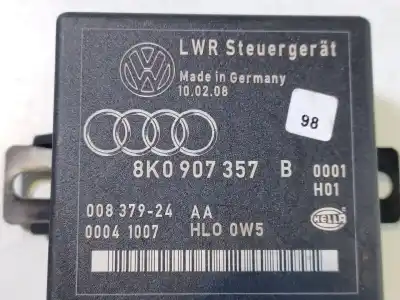 LWR Steuergerät
Made in Germany
10.02.08
98
8K0 907 357 B 0001
H01
008 379-24 AA
0004 1007 HLO 0W5
HELLA